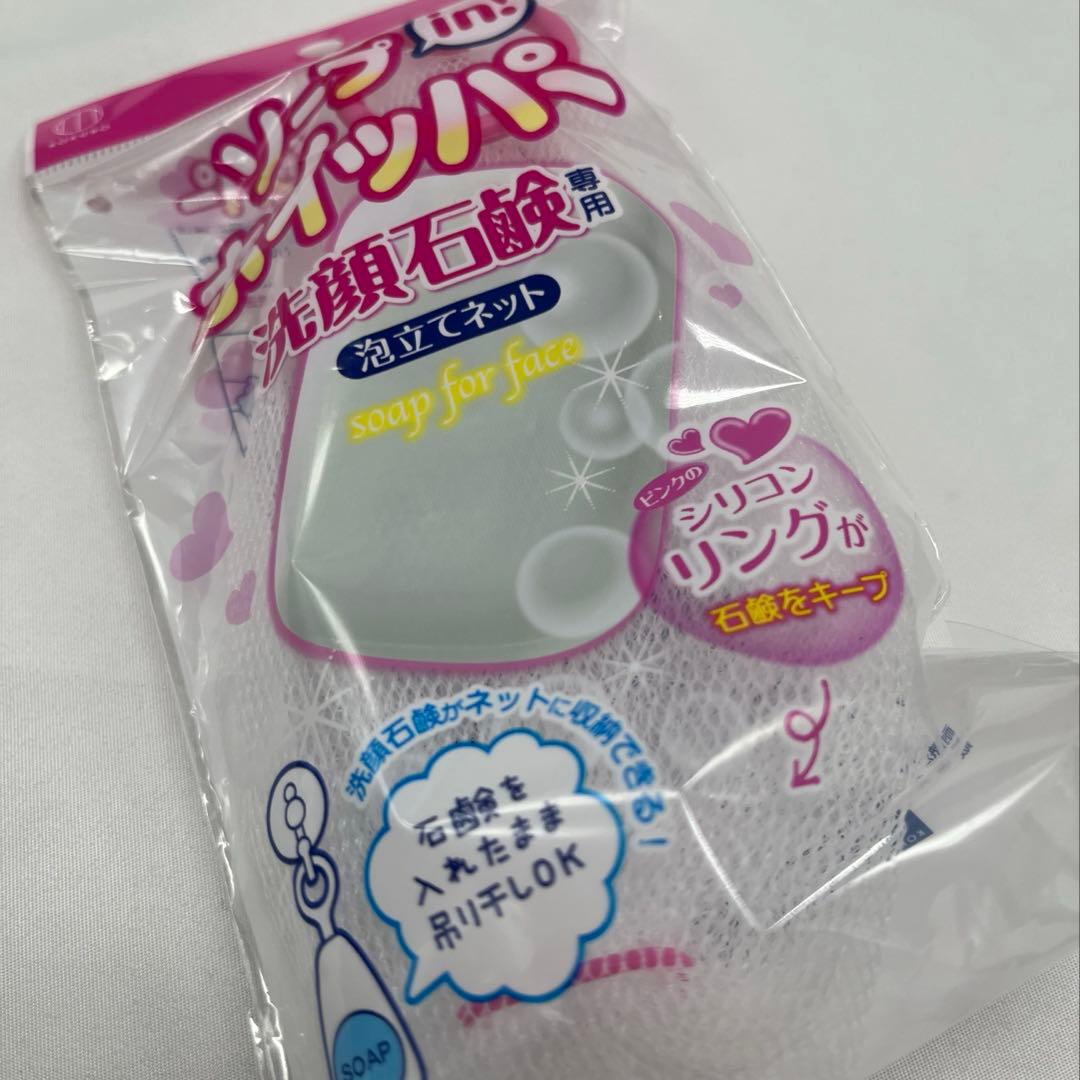 ソープ in!
ホイッパー
洗顔石鹸専用
泡立てネット
soap for face
ピンクの
シリコン
リングが
石鹸をキープ
洗顔石鹸がネットに収納できる!
石鹸を
入れたまま
吊り干しOK
SOAP